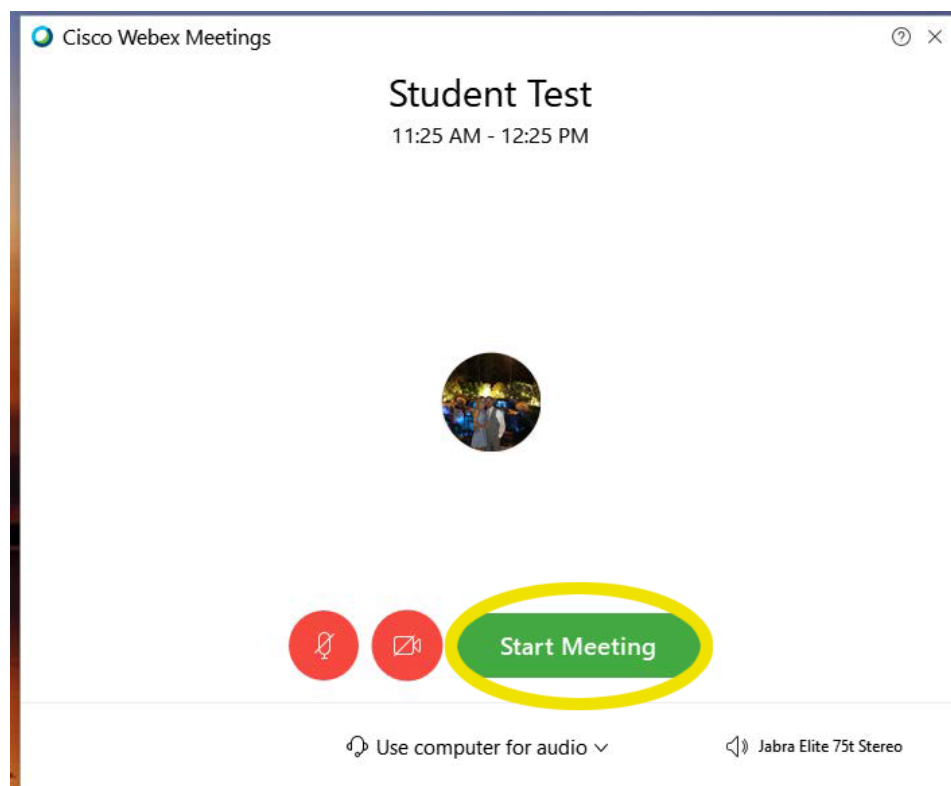 Cisco Webex Meetings
Student Test
11:25 AM - 12:25 PM
Start Meeting
Use computer for audio
Jabra Elite 75t Stereo